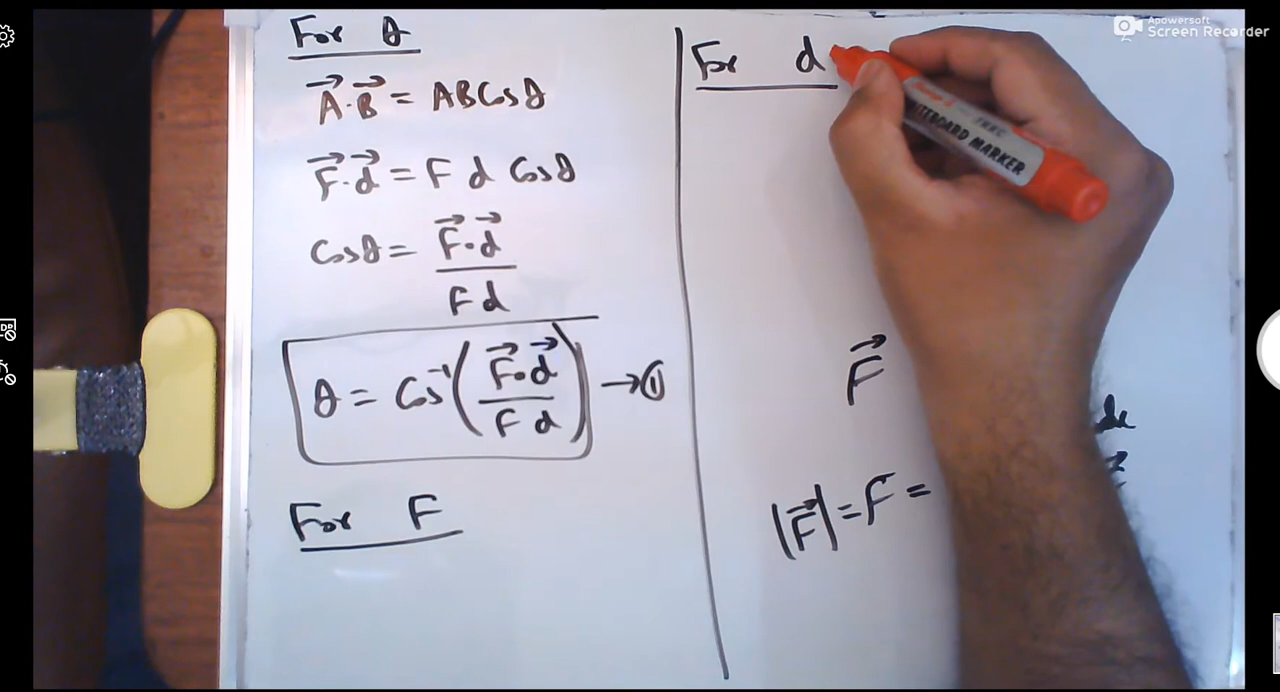 For θ
A⃗·B⃗ = ABCosθ
F⃗·d⃗ = F d Cosθ
Cosθ = F⃗·d⃗ / F d
θ = Cos⁻¹(F⃗·d⃗ / F d) → ①
For F
For d
F⃗
|F⃗| = F =
WHITEBOARD MARKER
Apowersoft
Screen Recorder